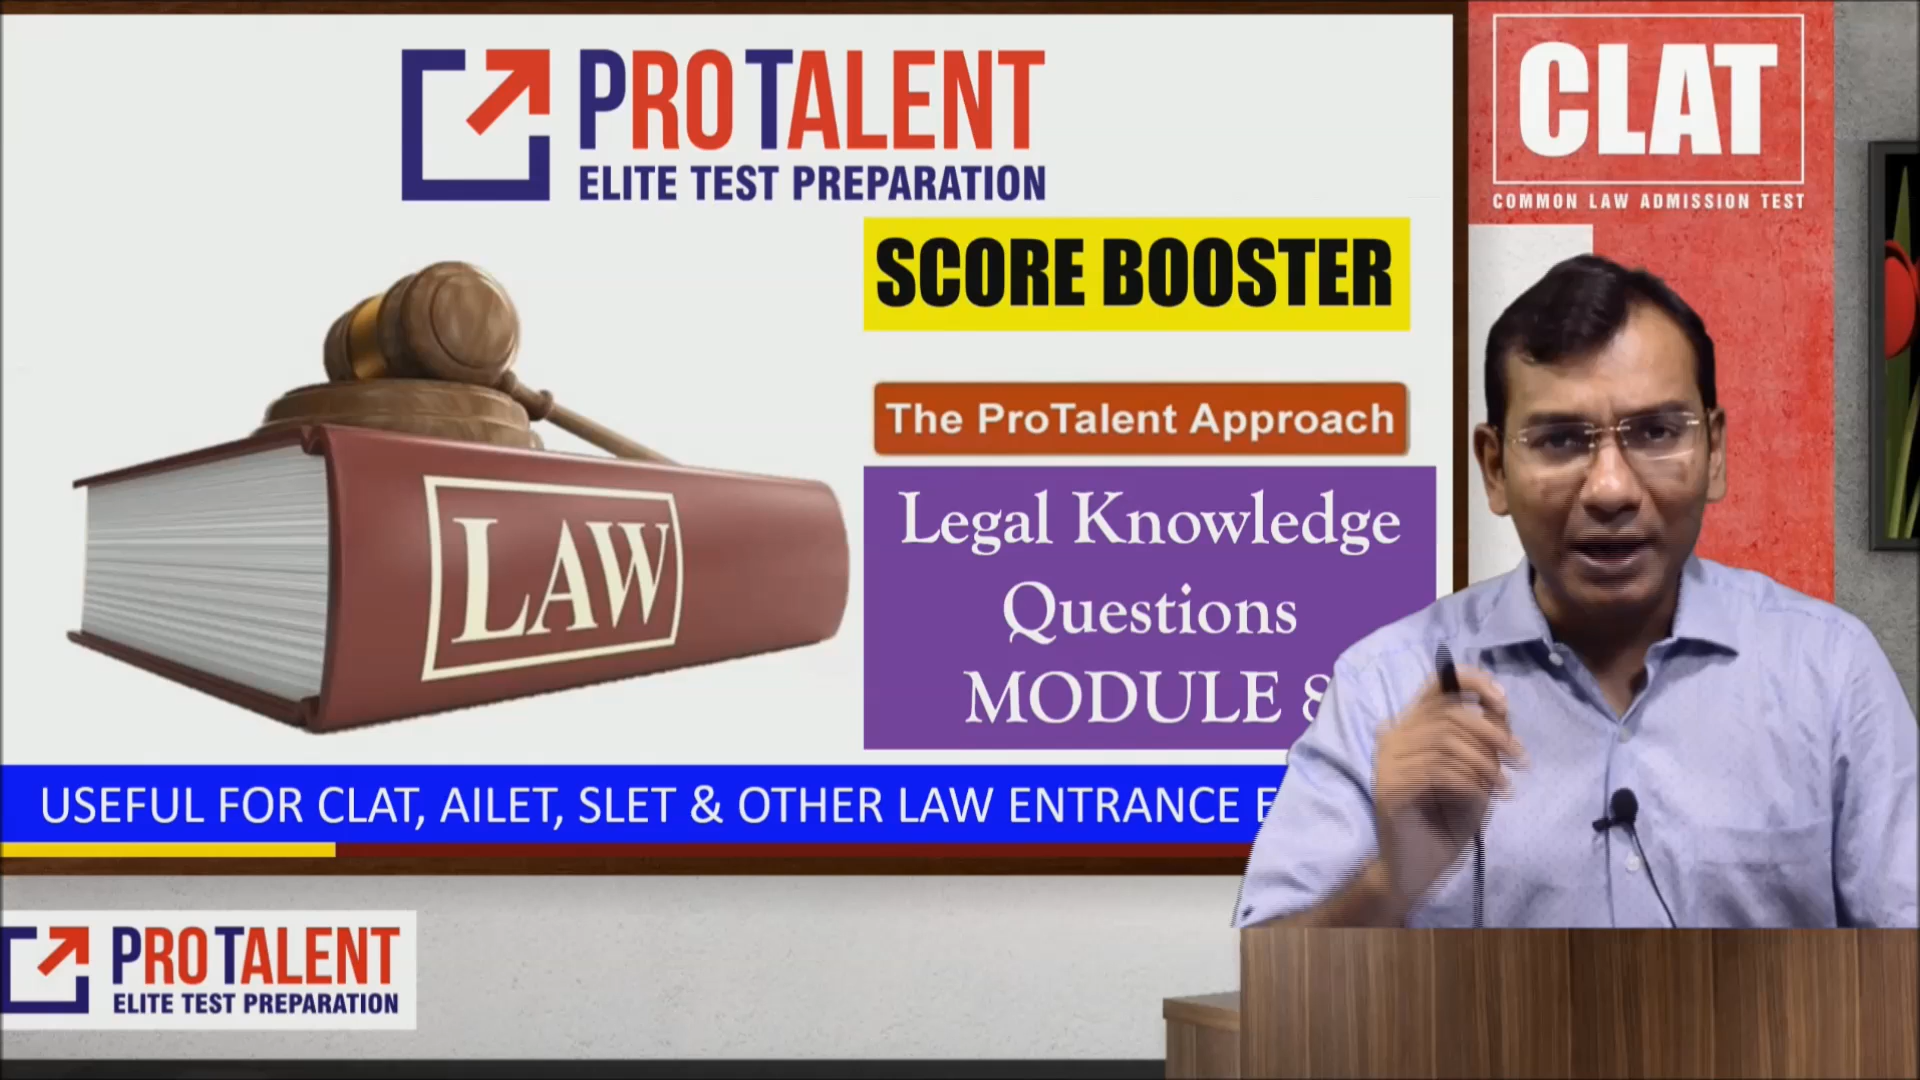 PROTALENT
ELITE TEST PREPARATION
CLAT
COMMON LAW ADMISSION TEST
SCORE BOOSTER
The ProTalent Approach
Legal Knowledge
Questions
MODULE 8
LAW
USEFUL FOR CLAT, AILET, SLET & OTHER LAW ENTRANCE
PROTALENT
ELITE TEST PREPARATION